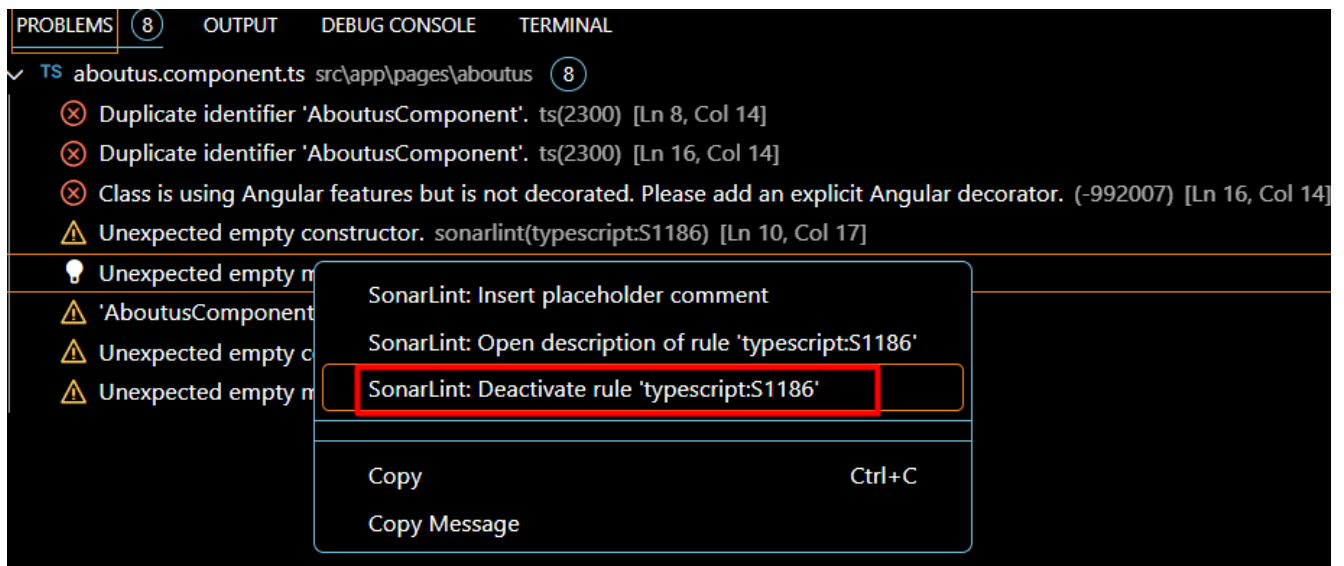 PROBLEMS 8 OUTPUT DEBUG CONSOLE TERMINAL
TS aboutus.component.ts src\app\pages\aboutus 8
Duplicate identifier 'AboutusComponent'. ts(2300) [Ln 8, Col 14]
Duplicate identifier 'AboutusComponent'. ts(2300) [Ln 16, Col 14]
Class is using Angular features but is not decorated. Please add an explicit Angular decorator. (-992007) [Ln 16, Col 14]
Unexpected empty constructor. sonarlint(typescript:S1186) [Ln 10, Col 17]
Unexpected empty m
'AboutusComponent
Unexpected empty c
Unexpected empty m
SonarLint: Insert placeholder comment
SonarLint: Open description of rule 'typescript:S1186'
SonarLint: Deactivate rule 'typescript:S1186'
Copy Ctrl+C
Copy Message